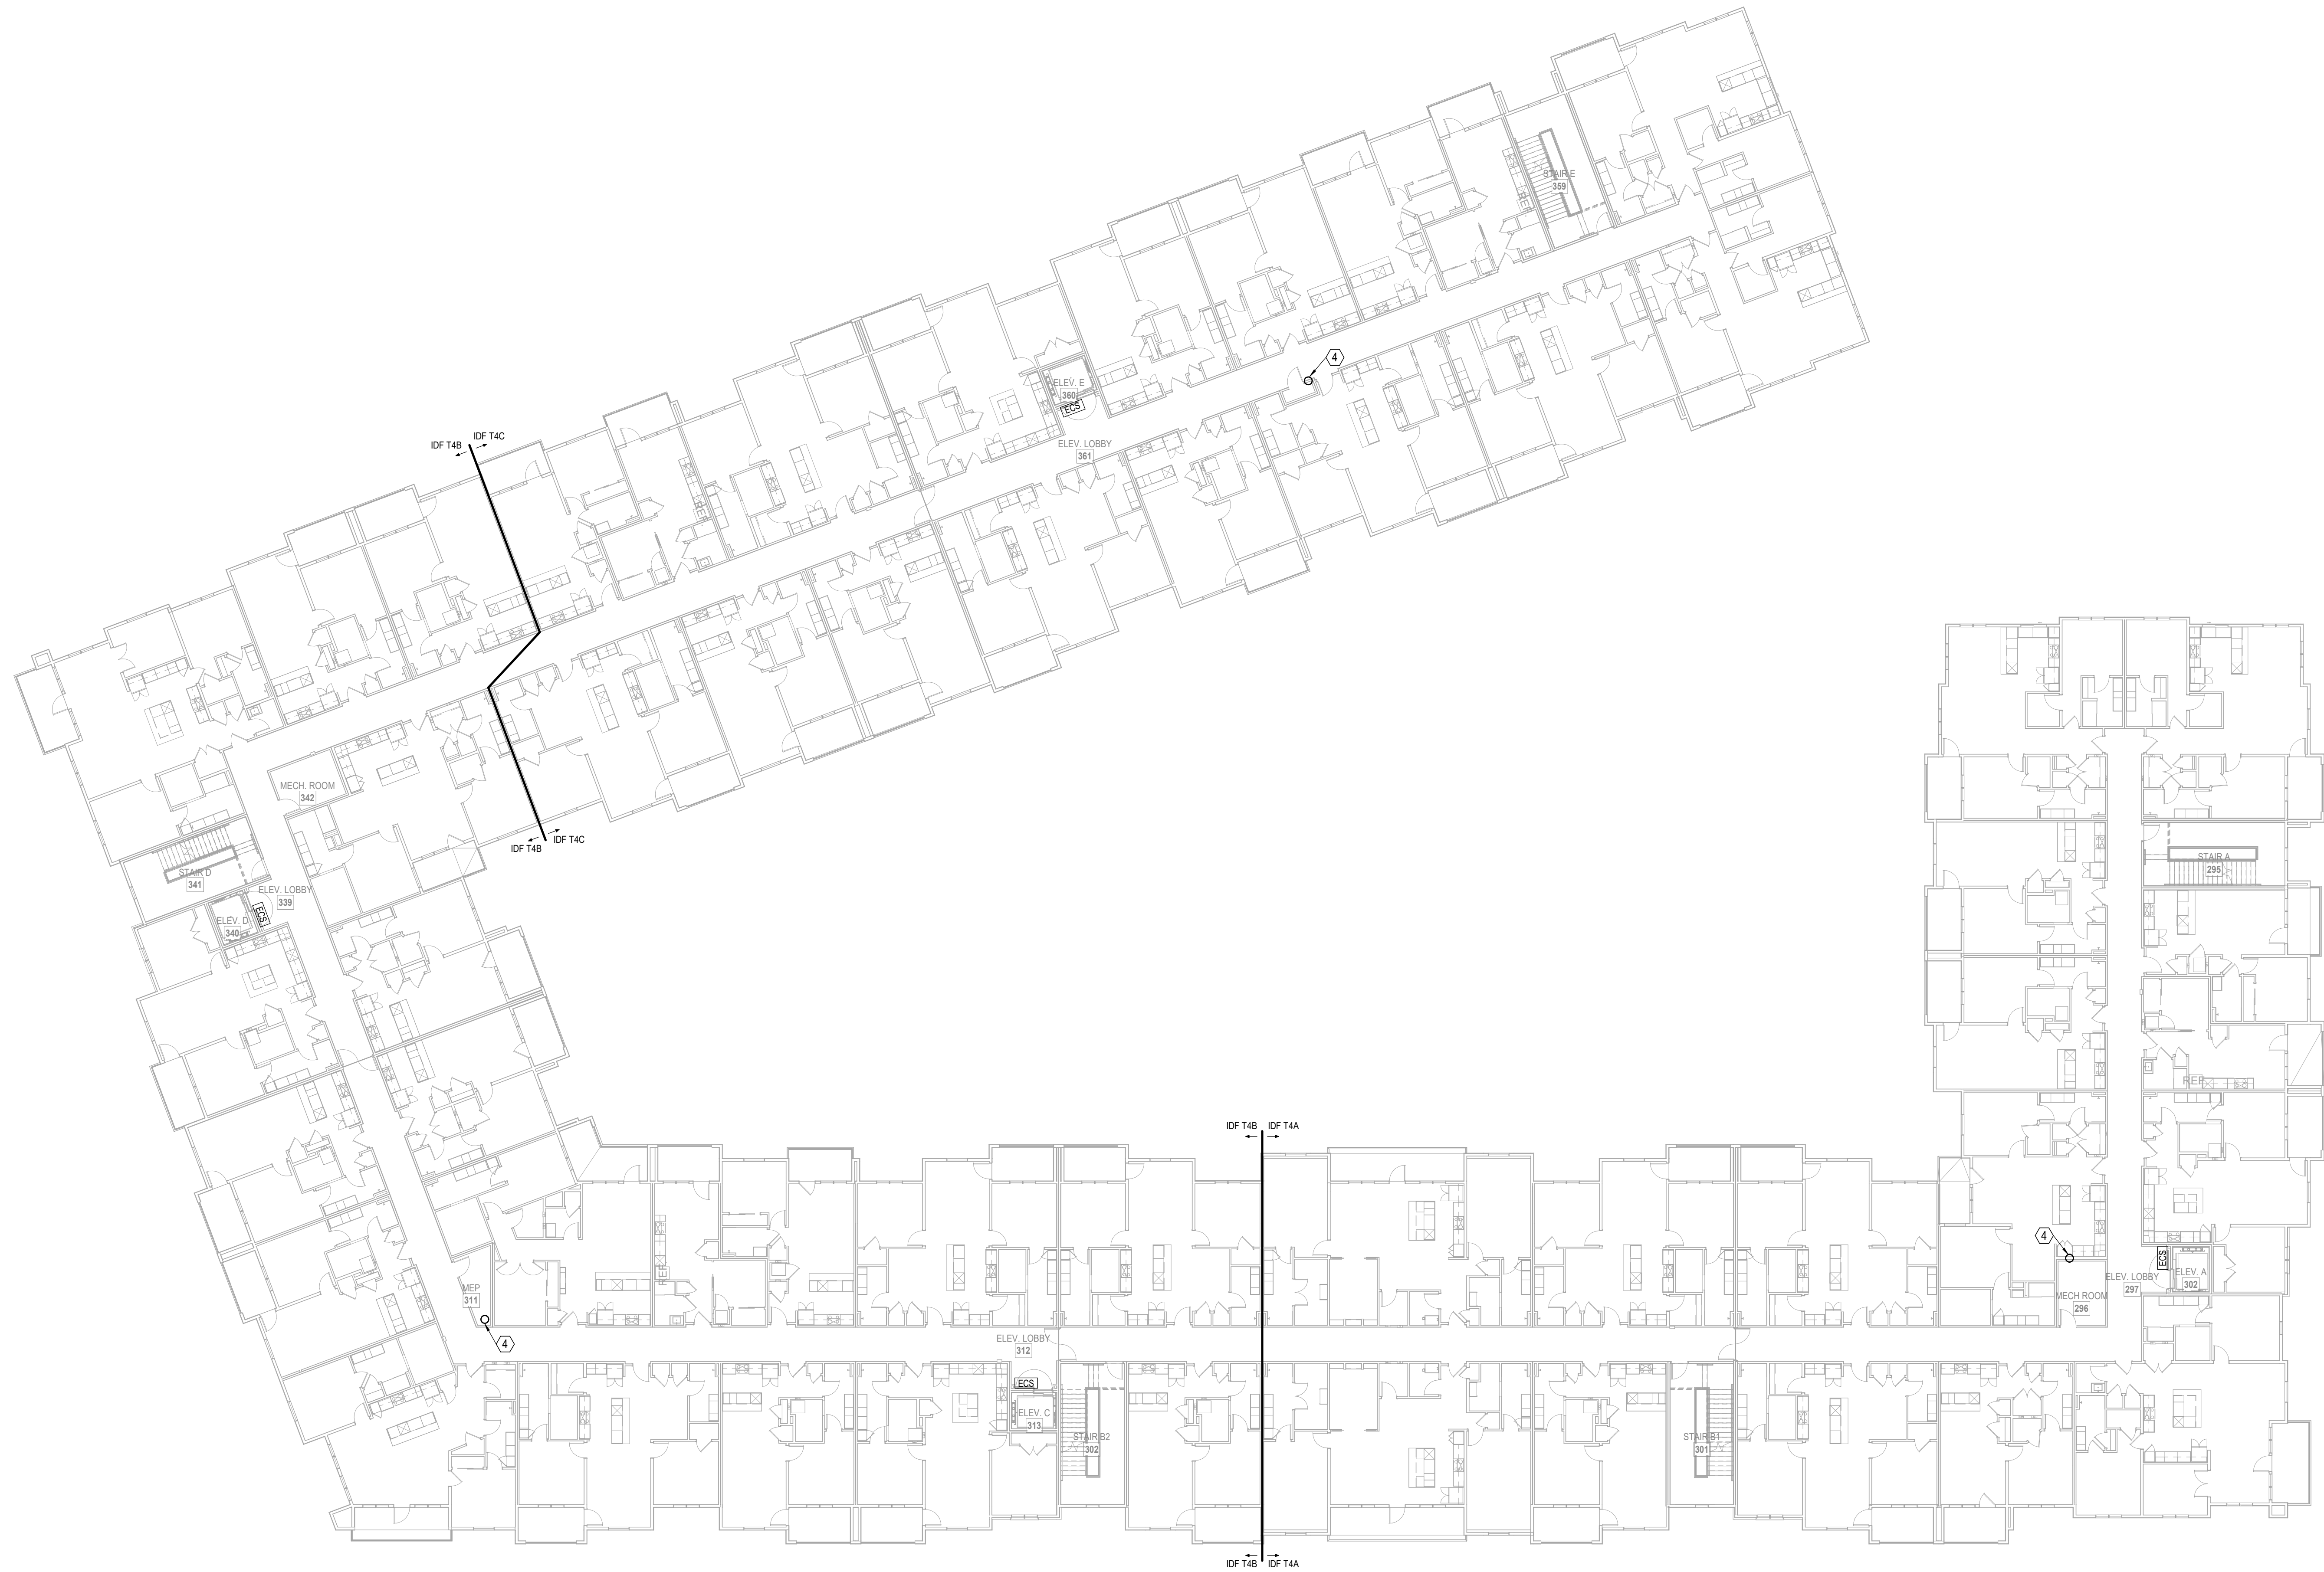 STAIR E
359
4
ELEV. E
360
ECS
ELEV. LOBBY
361
IDF T4B
IDF T4C
REF
REF
MECH. ROOM
342
IDF T4B
IDF T4C
STAIR D
341
ELEV. LOBBY
339
ECS
ELEV. D
340
STAIR A
295
REF
IDF T4B
IDF T4A
4
ECS
ELEV. A
302
ELEV. LOBBY
297
MECH ROOM
296
REF
MEP
311
4
ELEV. LOBBY
312
ECS
ELEV. C
313
STAIR B2
302
STAIR B1
301
IDF T4B
IDF T4A